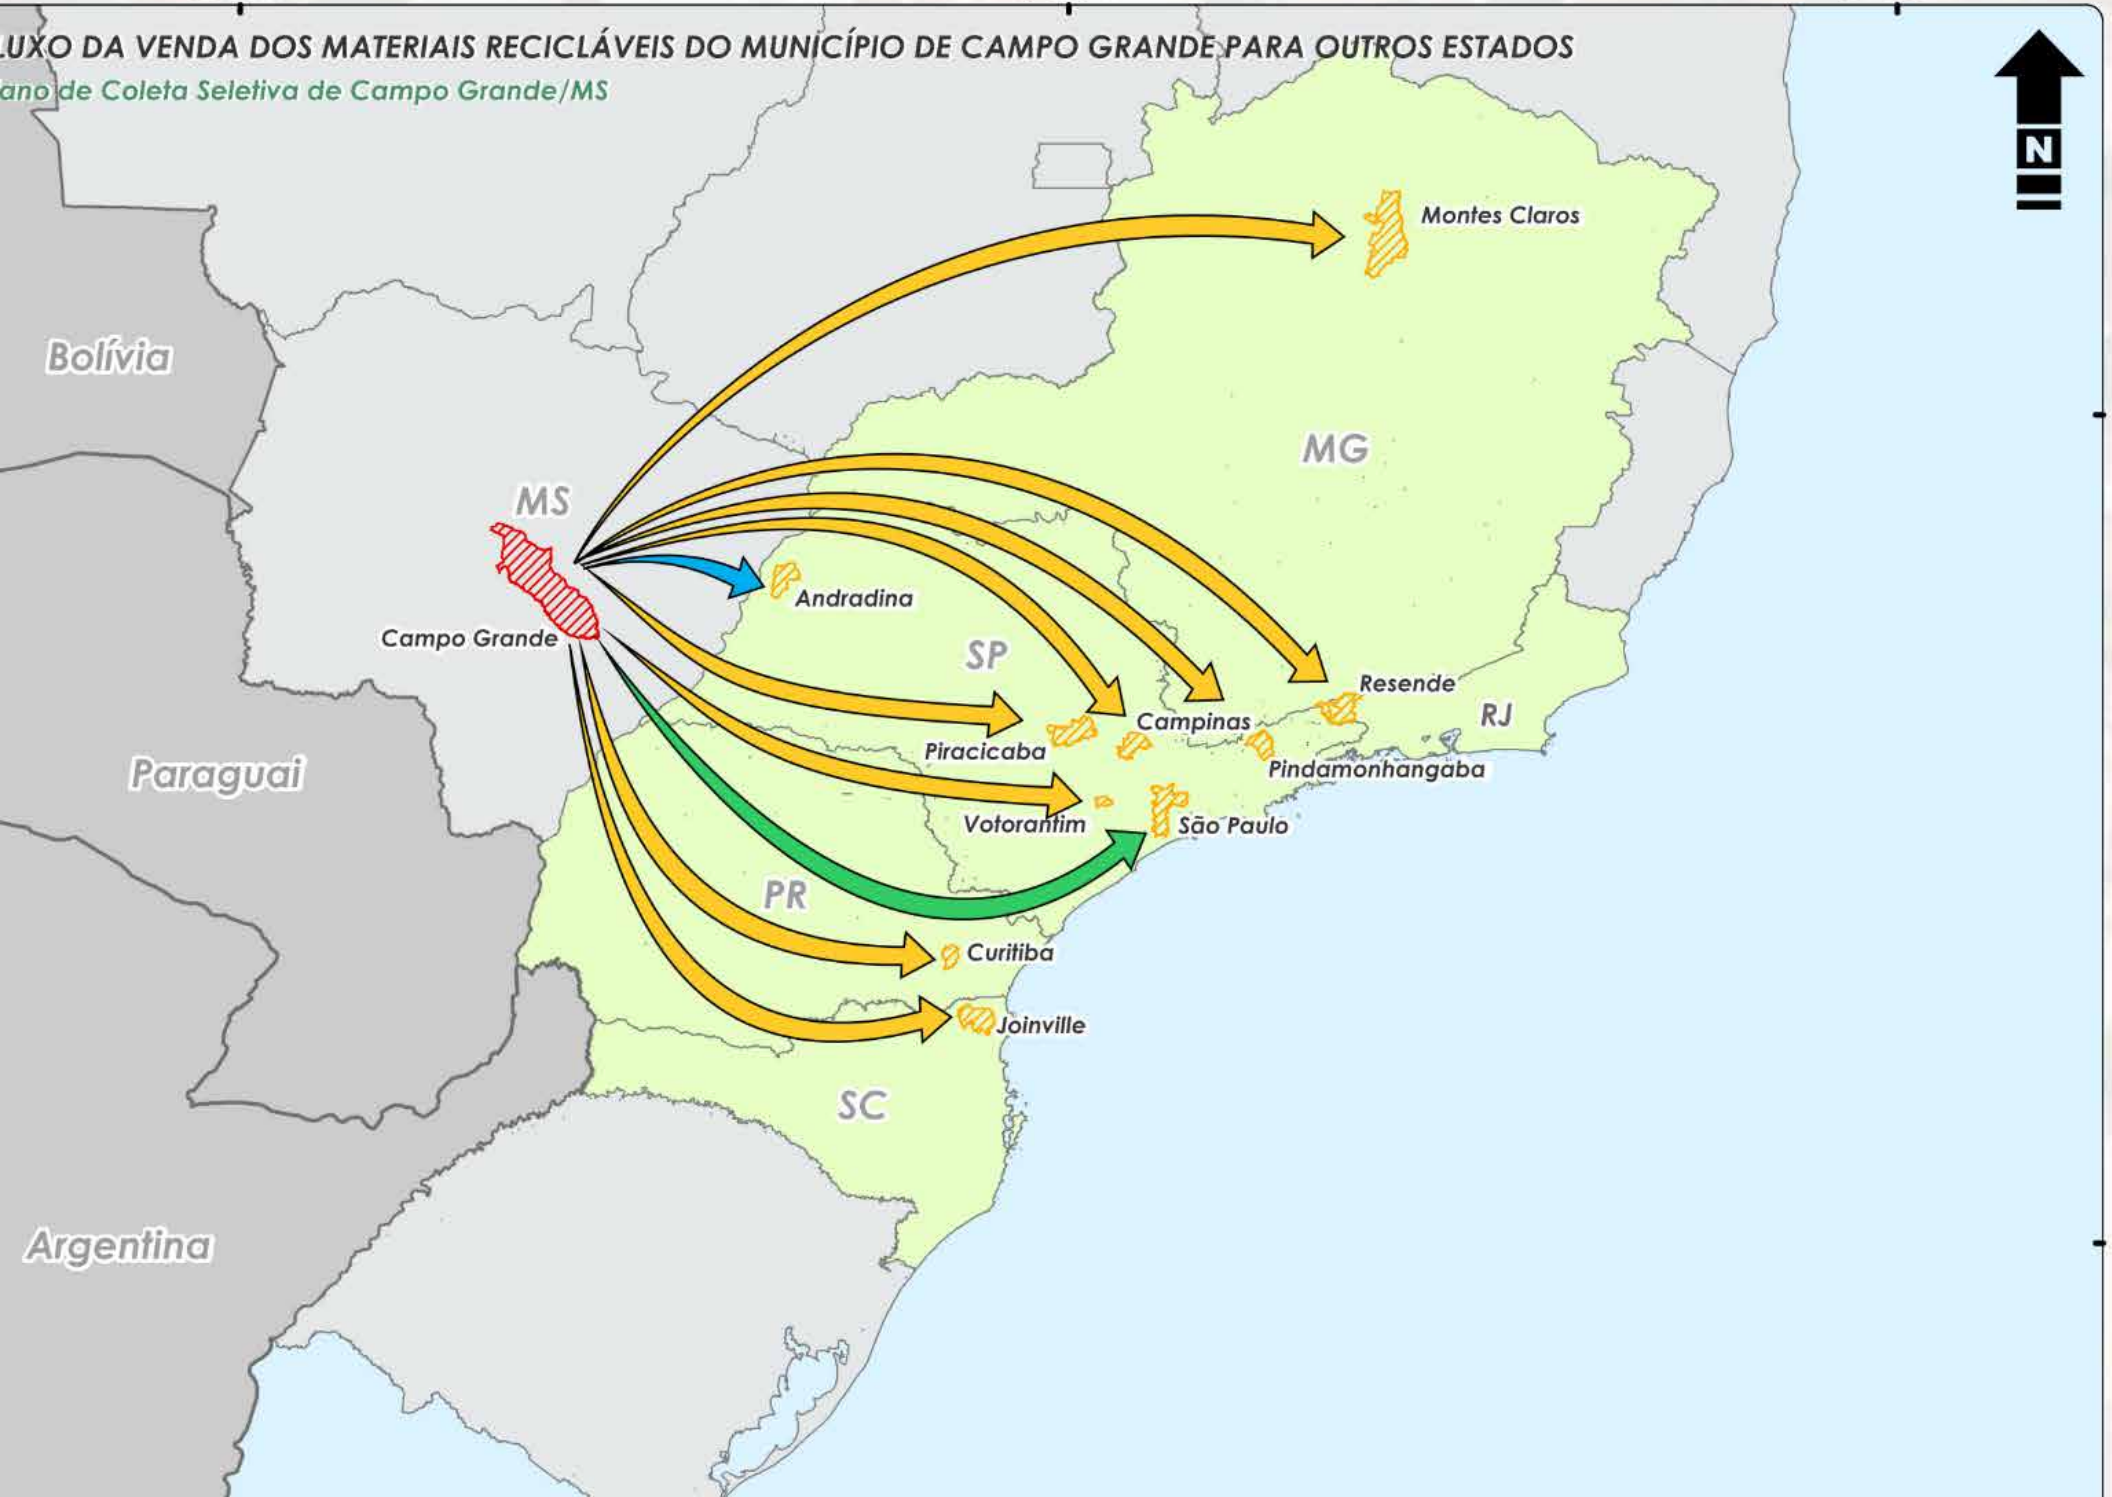 LUXO DA VENDA DOS MATERIAIS RECICLÁVEIS DO MUNICÍPIO DE CAMPO GRANDE PARA OUTROS ESTADOS
ano de Coleta Seletiva de Campo Grande/MS
N
Montes Claros
Bolívia
MG
MS
Andradina
Campo Grande
SP
Resende
RJ
Campinas
Piracicaba
Pindamonhangaba
Paraguai
Votorantim
São Paulo
PR
Curitiba
Joinville
SC
Argentina